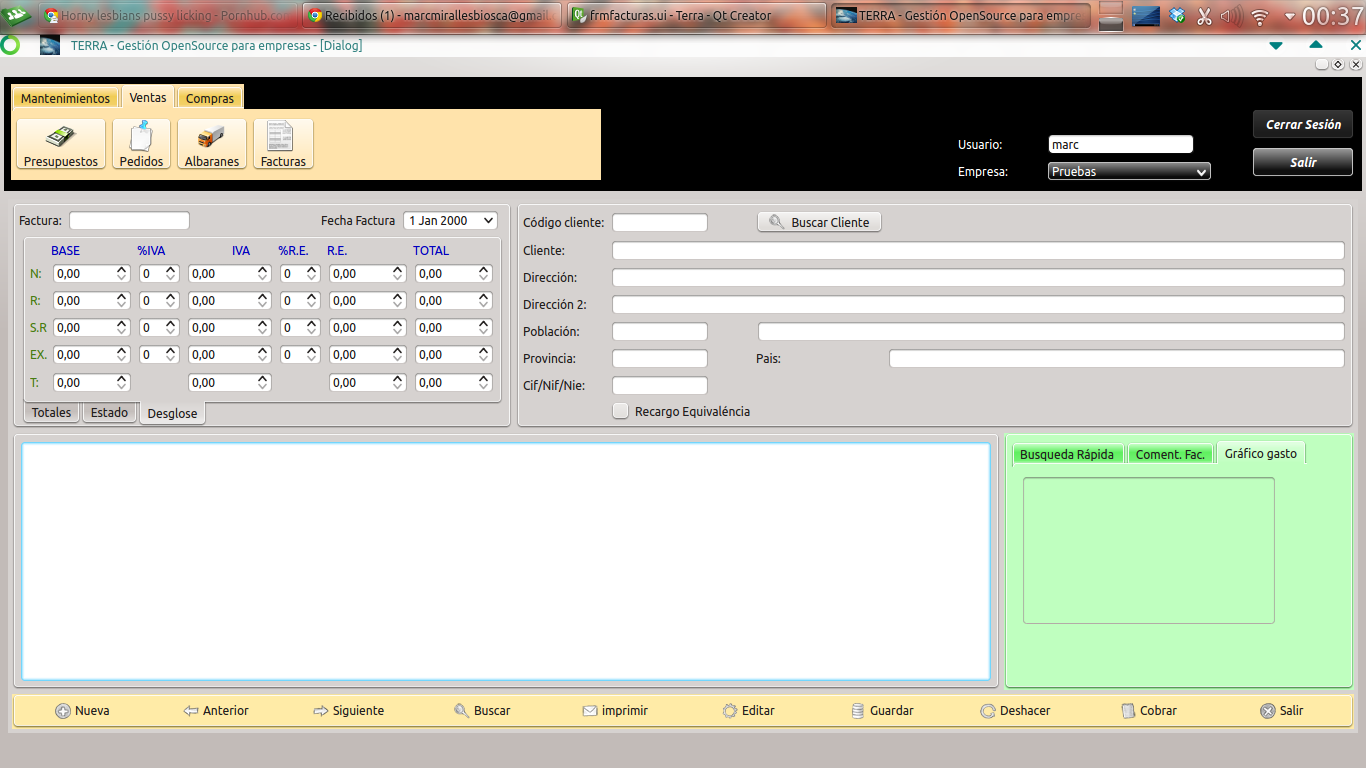 Horny lesbians pussy licking - Pornhub.co
Recibidos (1) - marcmirallesbiosca@gmail.
frmfacturas.ui - Terra - Qt Creator
TERRA - Gestión OpenSource para empre
00:37
TERRA - Gestión OpenSource para empresas - [Dialog]
Mantenimientos Ventas Compras
Presupuestos Pedidos Albaranes Facturas
Usuario: marc
Empresa: Pruebas
Cerrar Sesión
Salir
Factura: Fecha Factura 1 Jan 2000
BASE %IVA IVA %R.E. R.E. TOTAL
N: 0,00 0 0,00 0 0,00 0,00
R: 0,00 0 0,00 0 0,00 0,00
S.R 0,00 0 0,00 0 0,00 0,00
EX. 0,00 0 0,00 0 0,00 0,00
T: 0,00 0,00 0,00 0,00
Totales Estado Desglose
Código cliente: Buscar Cliente
Cliente:
Dirección:
Dirección 2:
Población:
Provincia: Pais:
Cif/Nif/Nie:
Recargo Equivaléncia
Busqueda Rápida Coment. Fac. Gráfico gasto
Nueva Anterior Siguiente Buscar imprimir Editar Guardar Deshacer Cobrar Salir